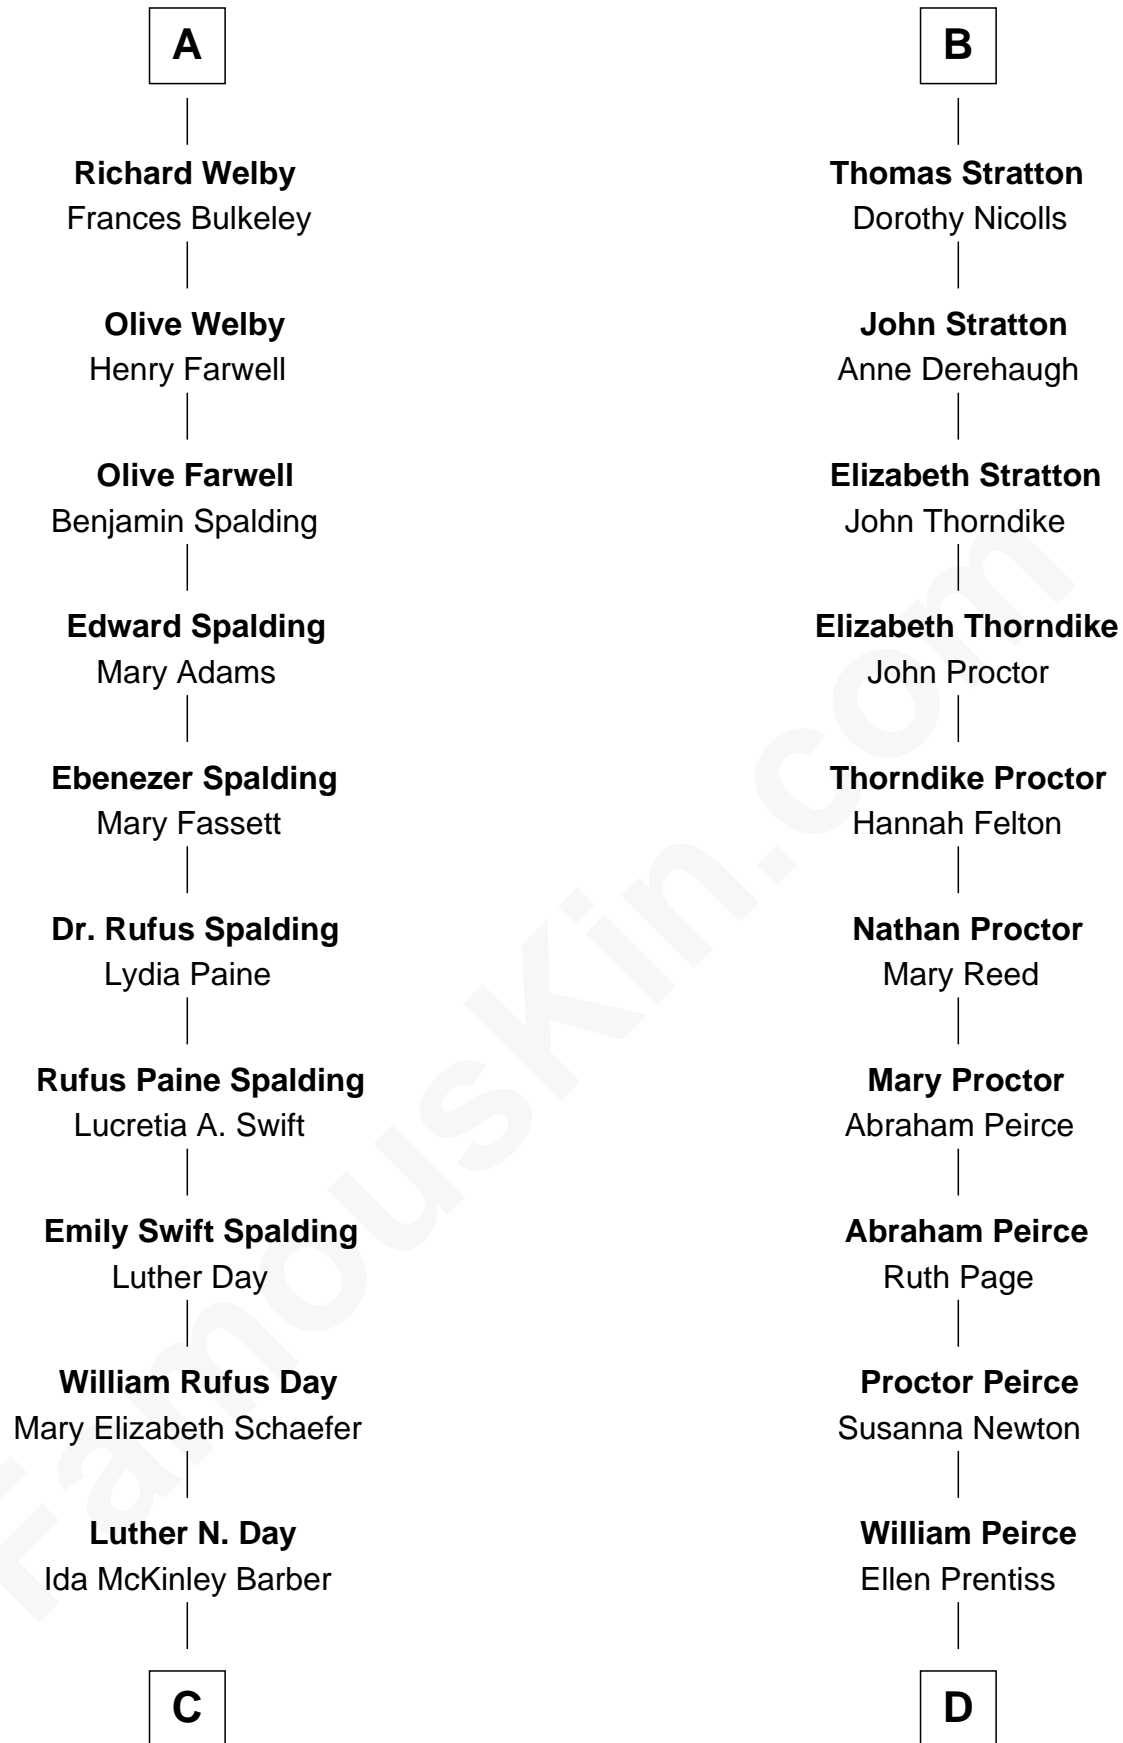 A
Richard Welby
Frances Bulkeley
Olive Welby
Henry Farwell
Olive Farwell
Benjamin Spalding
Edward Spalding
Mary Adams
Ebenezer Spalding
Mary Fassett
Dr. Rufus Spalding
Lydia Paine
Rufus Paine Spalding
Lucretia A. Swift
Emily Swift Spalding
Luther Day
William Rufus Day
Mary Elizabeth Schaefer
Luther N. Day
Ida McKinley Barber
C
B
Thomas Stratton
Dorothy Nicolls
John Stratton
Anne Derehaugh
Elizabeth Stratton
John Thorndike
Elizabeth Thorndike
John Proctor
Thorndike Proctor
Hannah Felton
Nathan Proctor
Mary Reed
Mary Proctor
Abraham Peirce
Abraham Peirce
Ruth Page
Proctor Peirce
Susanna Newton
William Peirce
Ellen Prentiss
D
FamousKin.com